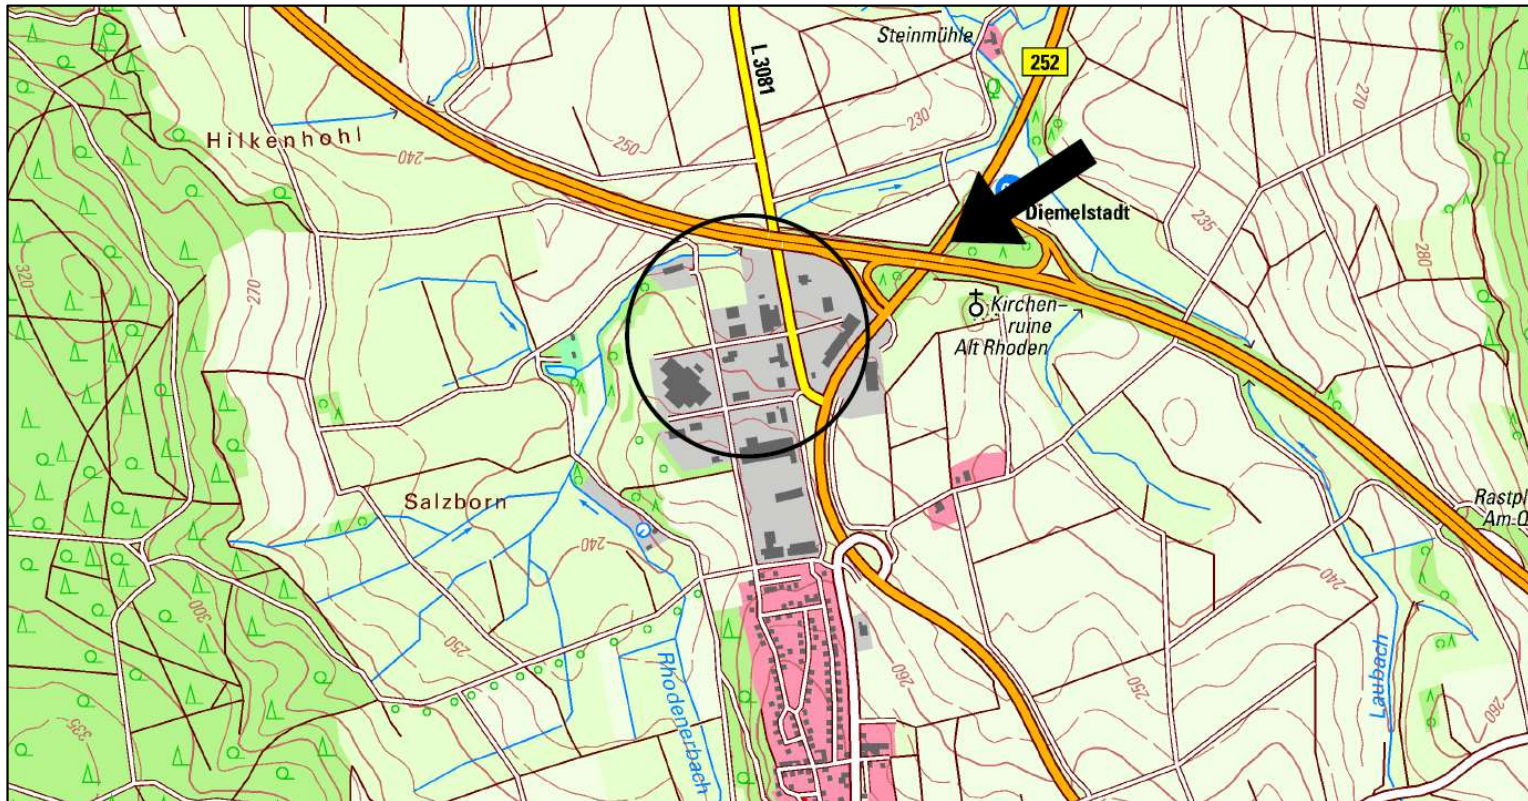 Steinmühle
252
L 3081
270
Hilkenhohl
240
250
230
Diemelstadt
235
280
320
270
Kirchen-
ruine
Alt Rhoden
Salzborn
240
Rastpl
Am Q
300
250
240
Rhodenerbach
260
250
Laubach
260
335